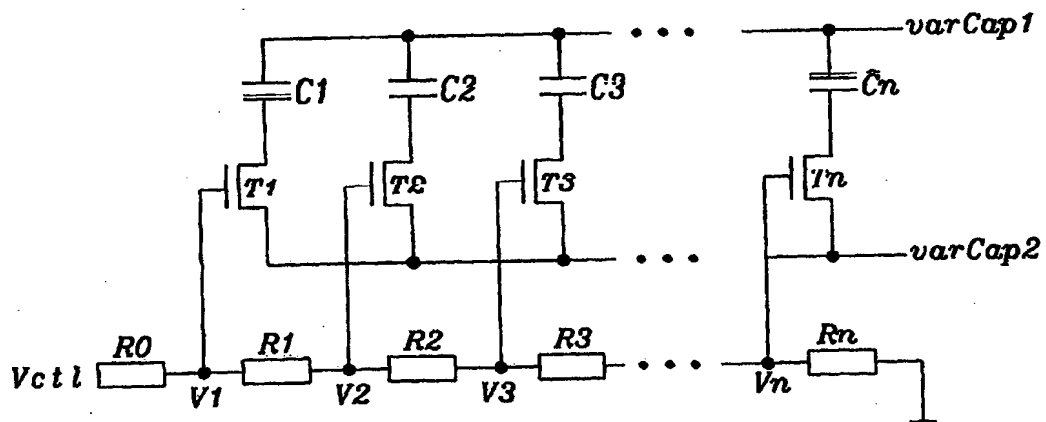 varCap1
C1
C2
C3
C̃n
T1
T2
T3
Tn
varCap2
R0
R1
R2
R3
Rn
Vctl
V1
V2
V3
Vn